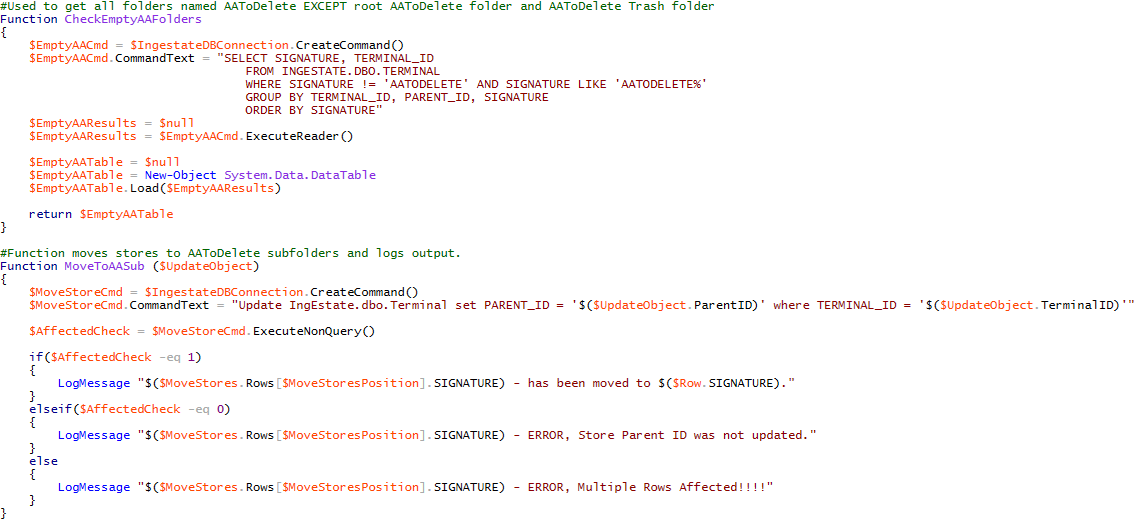 #Used to get all folders named AAToDelete EXCEPT root AAToDelete folder and AAToDelete Trash folder
Function CheckEmptyAAFolders
{
    $EmptyAACmd = $IngestateDBConnection.CreateCommand()
    $EmptyAACmd.CommandText = "SELECT SIGNATURE, TERMINAL_ID
                              FROM INGESTATE.DBO.TERMINAL
                              WHERE SIGNATURE != 'AATODELETE' AND SIGNATURE LIKE 'AATODELETE%'
                              GROUP BY TERMINAL_ID, PARENT_ID, SIGNATURE
                              ORDER BY SIGNATURE"
    $EmptyAAResults = $null
    $EmptyAAResults = $EmptyAACmd.ExecuteReader()

    $EmptyAATable = $null
    $EmptyAATable = New-Object System.Data.DataTable
    $EmptyAATable.Load($EmptyAAResults)

    return $EmptyAATable
}

#Function moves stores to AAToDelete subfolders and logs output.
Function MoveToAASub ($UpdateObject)
{
    $MoveStoreCmd = $IngestateDBConnection.CreateCommand()
    $MoveStoreCmd.CommandText = "Update IngEstate.dbo.Terminal set PARENT_ID = '$($UpdateObject.ParentID)' where TERMINAL_ID = '$($UpdateObject.TerminalID)'"

    $AffectedCheck = $MoveStoreCmd.ExecuteNonQuery()

    if($AffectedCheck -eq 1)
    {
        LogMessage "$($MoveStores.Rows[$MoveStoresPosition].SIGNATURE) - has been moved to $($Row.SIGNATURE)."
    }
    elseif($AffectedCheck -eq 0)
    {
        LogMessage "$($MoveStores.Rows[$MoveStoresPosition].SIGNATURE) - ERROR, Store Parent ID was not updated."
    }
    else
    {
        LogMessage "$($MoveStores.Rows[$MoveStoresPosition].SIGNATURE) - ERROR, Multiple Rows Affected!!!!"
    }
}